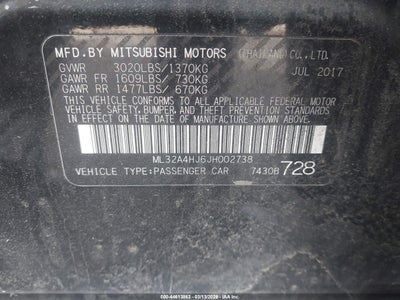 MFD.BY MITSUBISHI MOTORS (THAILAND) CO.,LTD.
GVWR 3020LBS/1370KG JUL 2017
GAWR FR 1609LBS/ 730KG
GAWR RR 1477LBS/ 670KG
THIS VEHICLE CONFORMS TO ALL APPLICABLE FEDERAL MOTOR
VEHICLE SAFETY, BUMPER, AND THEFT PREVENTION STANDARDS
IN EFFECT ON THE DATE OF MANUFACTURE SHOWN ABOVE.
ML32A4HJ6JH002738
VEHICLE TYPE:PASSENGER CAR 7430B 728